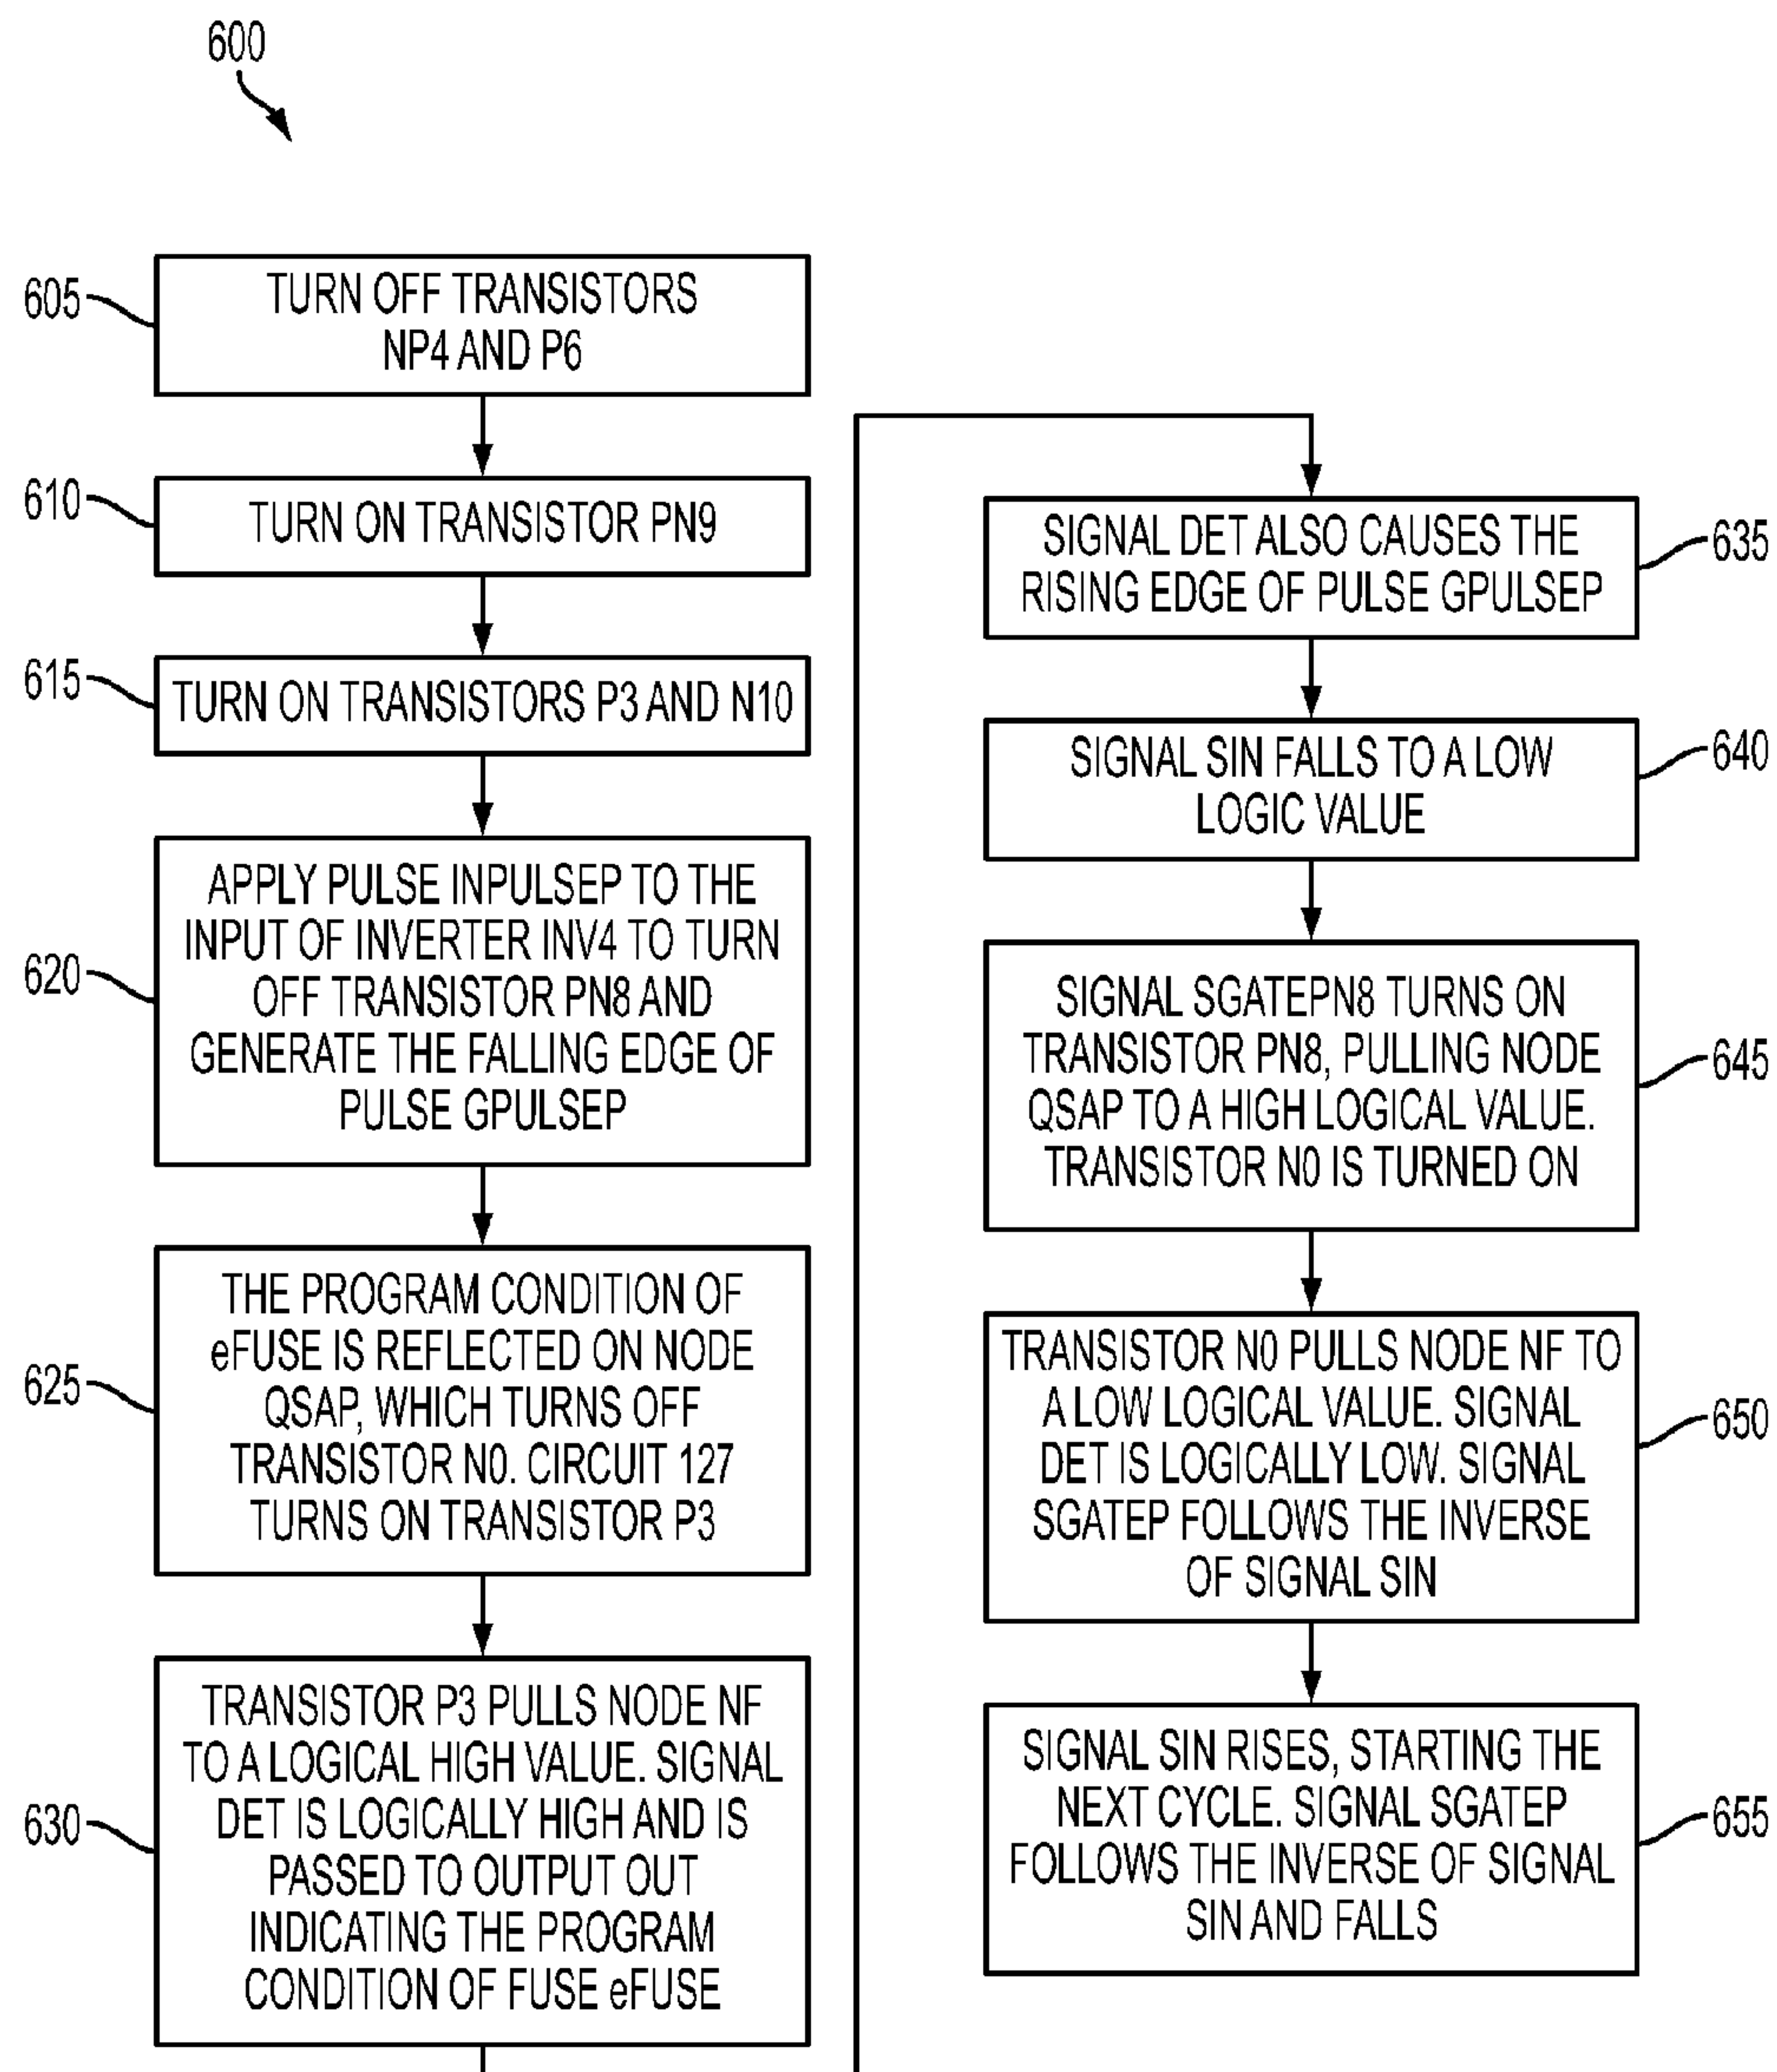 600
605
TURN OFF TRANSISTORS
NP4 AND P6
610
TURN ON TRANSISTOR PN9
615
TURN ON TRANSISTORS P3 AND N10
620
APPLY PULSE INPULSEP TO THE
INPUT OF INVERTER INV4 TO TURN
OFF TRANSISTOR PN8 AND
GENERATE THE FALLING EDGE OF
PULSE GPULSEP
625
THE PROGRAM CONDITION OF
eFUSE IS REFLECTED ON NODE
QSAP, WHICH TURNS OFF
TRANSISTOR N0. CIRCUIT 127
TURNS ON TRANSISTOR P3
630
TRANSISTOR P3 PULLS NODE NF
TO A LOGICAL HIGH VALUE. SIGNAL
DET IS LOGICALLY HIGH AND IS
PASSED TO OUTPUT OUT
INDICATING THE PROGRAM
CONDITION OF FUSE eFUSE
SIGNAL DET ALSO CAUSES THE
RISING EDGE OF PULSE GPULSEP
635
SIGNAL SIN FALLS TO A LOW
LOGIC VALUE
640
SIGNAL SGATEPN8 TURNS ON
TRANSISTOR PN8, PULLING NODE
QSAP TO A HIGH LOGICAL VALUE.
TRANSISTOR N0 IS TURNED ON
645
TRANSISTOR N0 PULLS NODE NF TO
A LOW LOGICAL VALUE. SIGNAL
DET IS LOGICALLY LOW. SIGNAL
SGATEP FOLLOWS THE INVERSE
OF SIGNAL SIN
650
SIGNAL SIN RISES, STARTING THE
NEXT CYCLE. SIGNAL SGATEP
FOLLOWS THE INVERSE OF SIGNAL
SIN AND FALLS
655